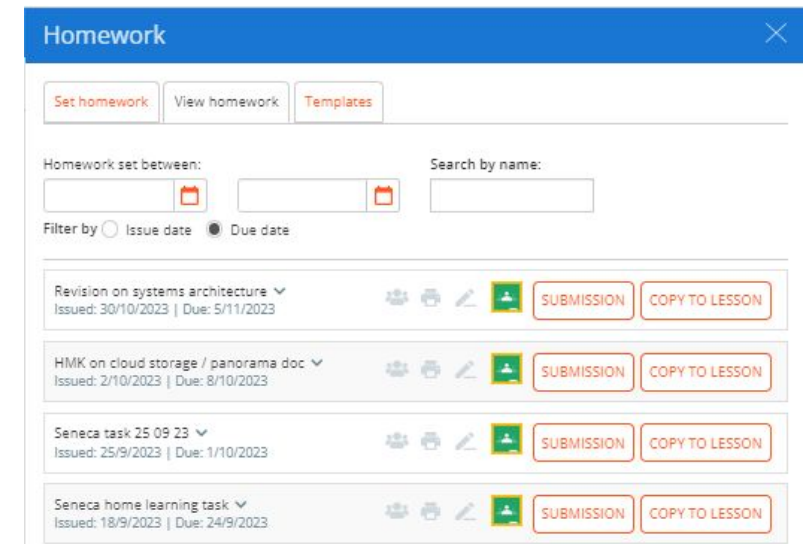 Homework
Set homework View homework Templates
Homework set between: Search by name:
Filter by Issue date Due date
Revision on systems architecture
Issued: 30/10/2023 | Due: 5/11/2023
SUBMISSION COPY TO LESSON
HMK on cloud storage / panorama doc
Issued: 2/10/2023 | Due: 8/10/2023
SUBMISSION COPY TO LESSON
Seneca task 25 09 23
Issued: 25/9/2023 | Due: 1/10/2023
SUBMISSION COPY TO LESSON
Seneca home learning task
Issued: 18/9/2023 | Due: 24/9/2023
SUBMISSION COPY TO LESSON